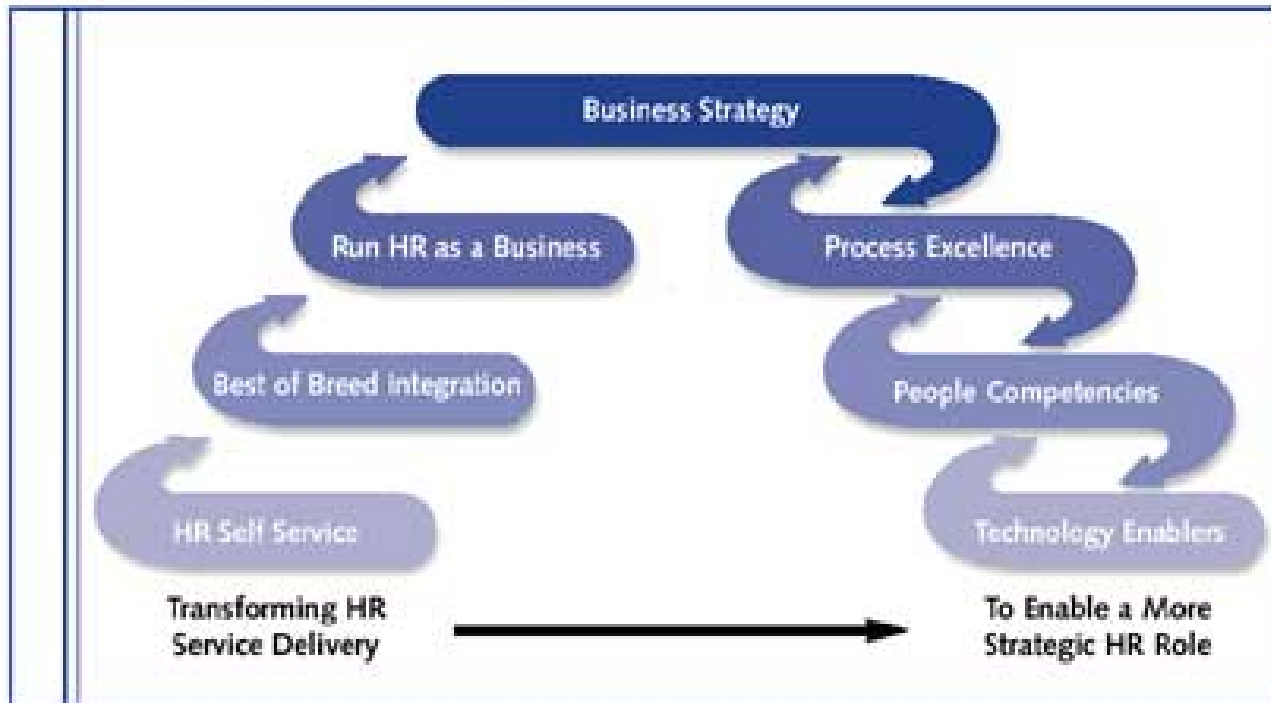 Business Strategy
Run HR as a Business
Process Excellence
Best of Breed Integration
People Competencies
HR Self Service
Technology Enablers
Transforming HR
Service Delivery
To Enable a More
Strategic HR Role